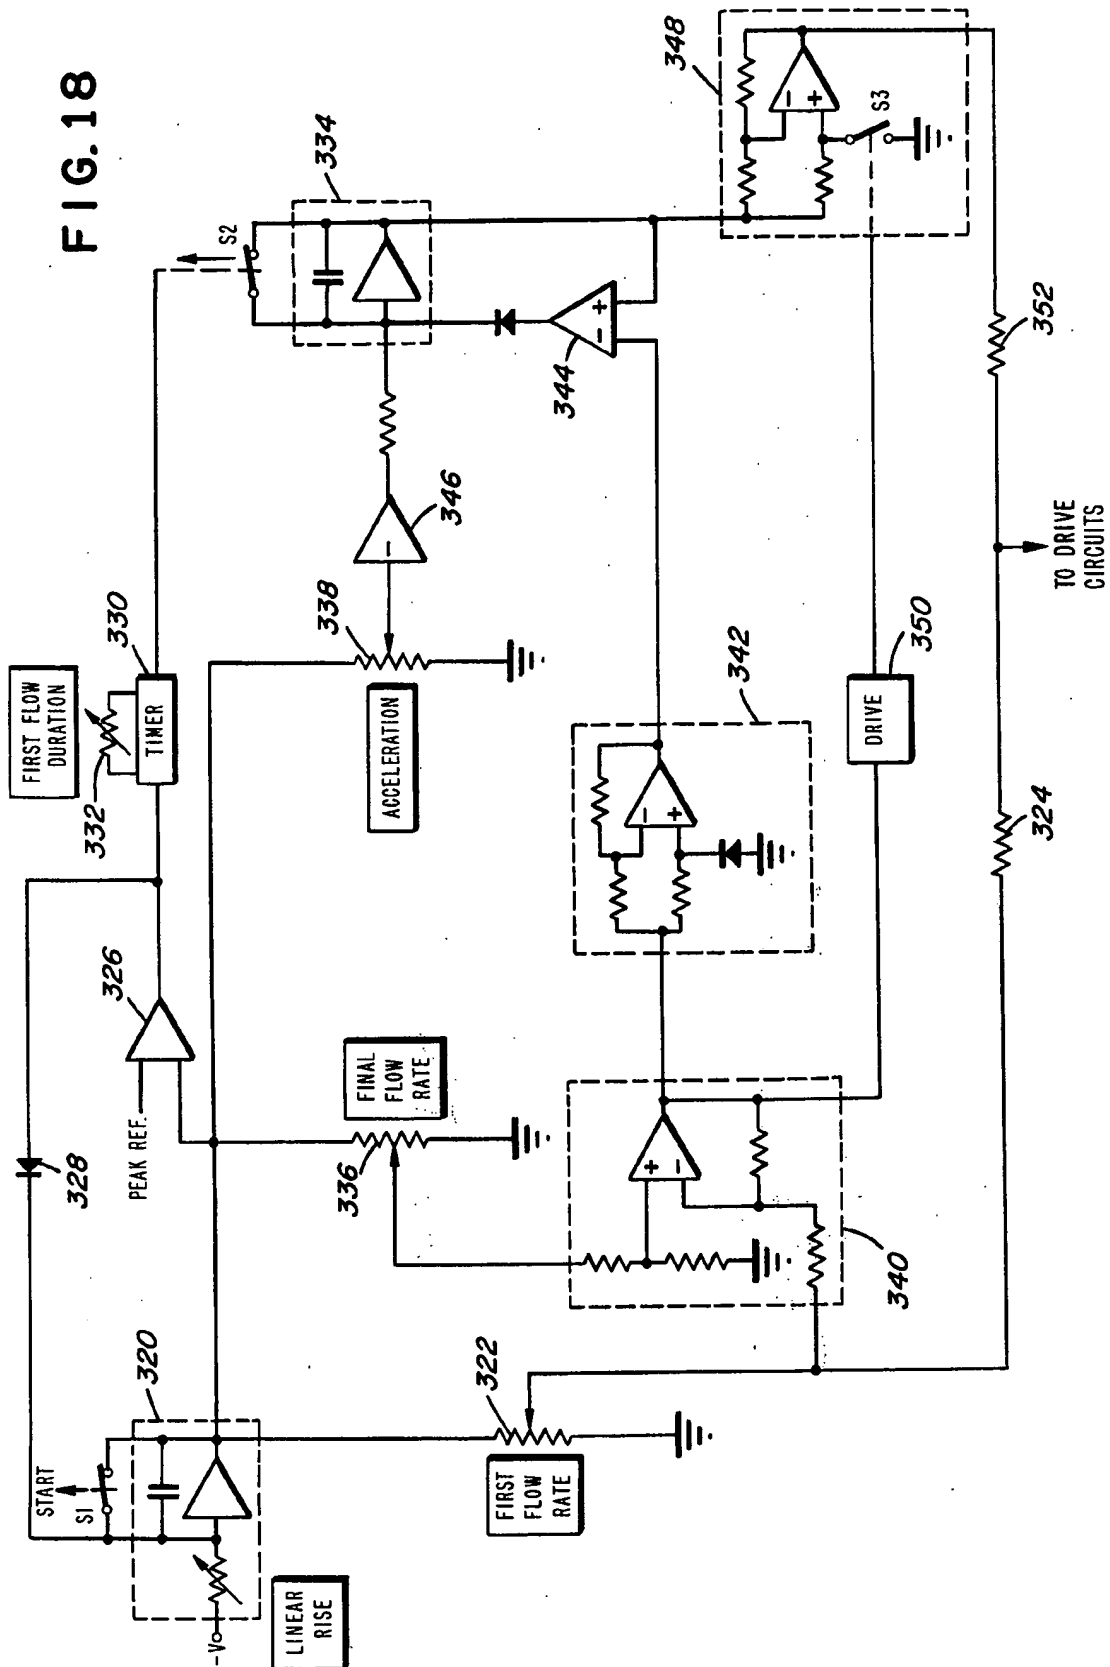 FIG.18
FIRST FLOW
DURATION
332
TIMER
330
START
S1
320
-V
LINEAR
RISE
328
326
PEAK REF.
S2
334
FINAL
FLOW
RATE
336
338
ACCELERATION
346
344
-
+
348
S3
322
FIRST
FLOW
RATE
340
342
DRIVE
350
324
352
TO DRIVE
CIRCUITS